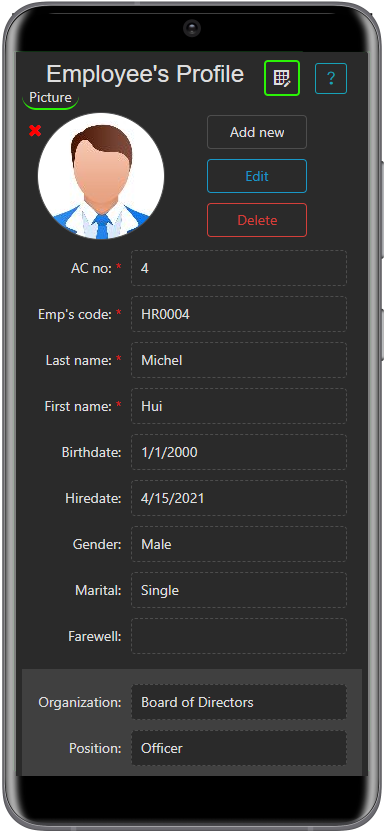 Employee's Profile ?
Picture
Add new
Edit
Delete
AC no: * 4
Emp's code: * HR0004
Last name: * Michel
First name: * Hui
Birthdate: 1/1/2000
Hiredate: 4/15/2021
Gender: Male
Marital: Single
Farewell:
Organization: Board of Directors
Position: Officer